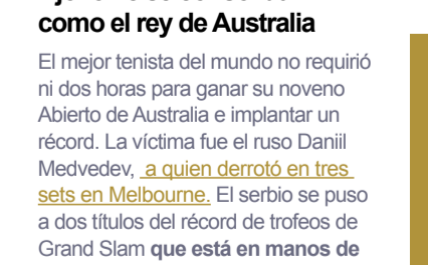 como el rey de Australia
El mejor tenista del mundo no requirió
ni dos horas para ganar su noveno
Abierto de Australia e implantar un
récord. La víctima fue el ruso Daniil
Medvedev, a quien derrotó en tres
sets en Melbourne. El serbio se puso
a dos títulos del récord de trofeos de
Grand Slam que está en manos de